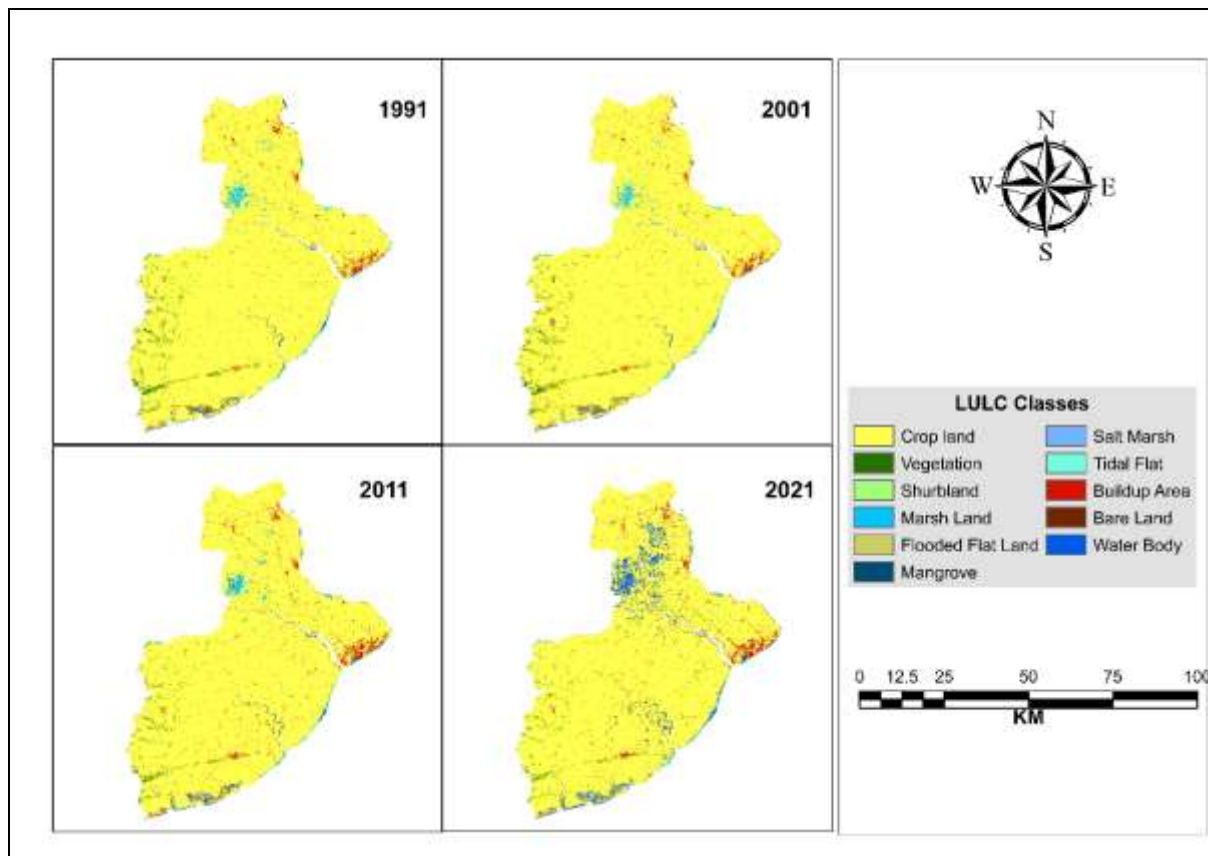 1991
2001
N
W E
S
2011
2021
LULC Classes
Crop land
Salt Marsh
Vegetation
Tidal Flat
Shurbland
Buildup Area
Marsh Land
Bare Land
Flooded Flat Land
Water Body
Mangrove
0 12.5 25 50 75 100
KM